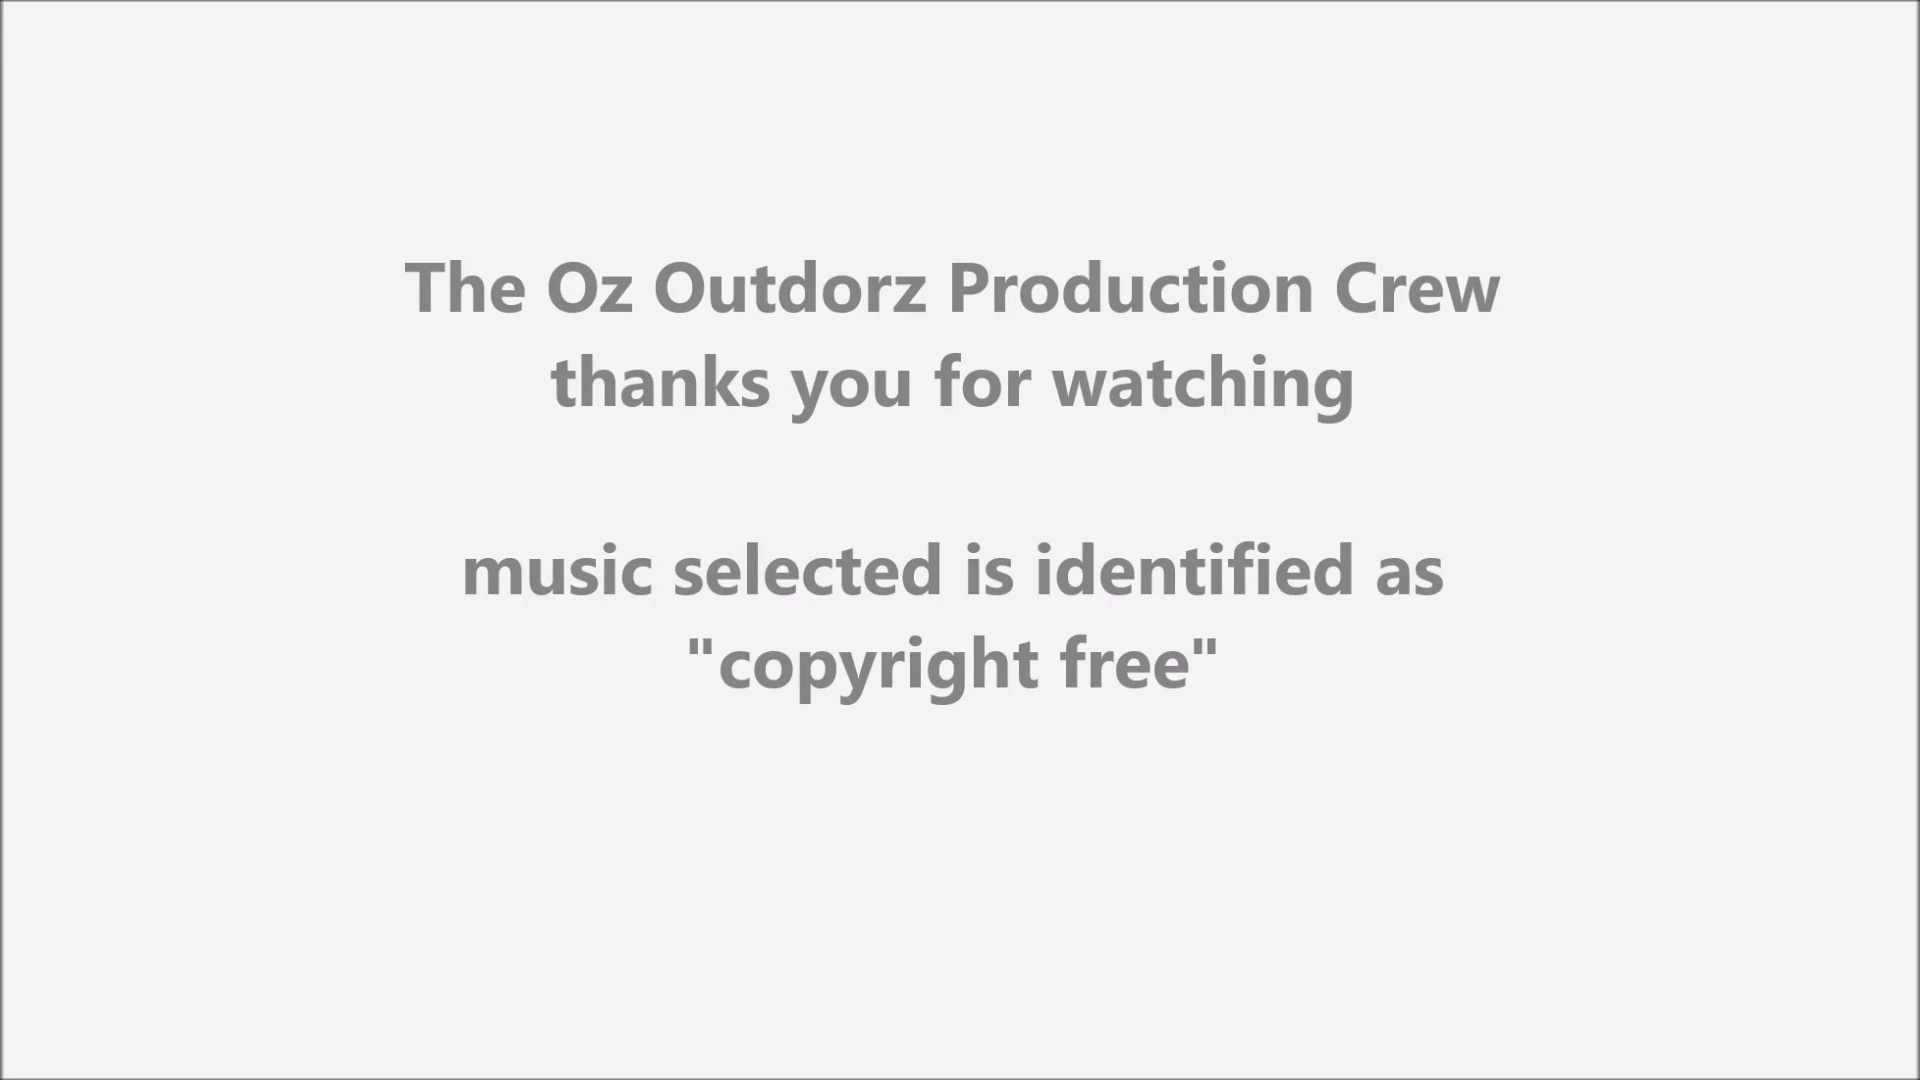 The Oz Outdorz Production Crew
thanks you for watching
music selected is identified as
"copyright free"